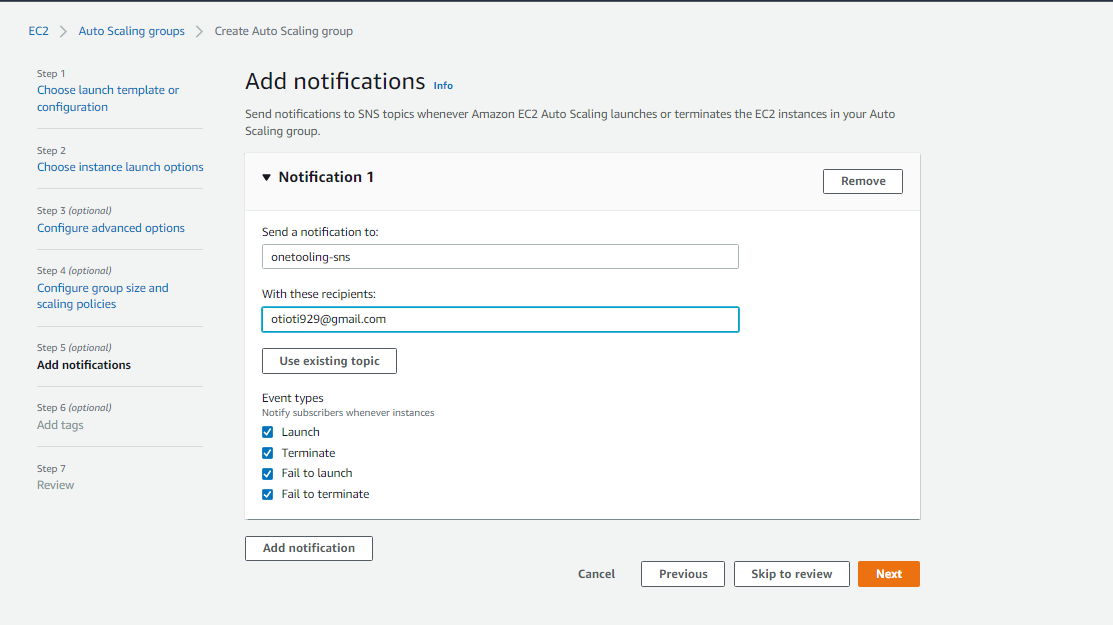 EC2 > Auto Scaling groups > Create Auto Scaling group
Step 1
Choose launch template or
configuration
Step 2
Choose instance launch options
Step 3 (optional)
Configure advanced options
Step 4 (optional)
Configure group size and
scaling policies
Step 5 (optional)
Add notifications
Step 6 (optional)
Add tags
Step 7
Review
Add notifications Info
Send notifications to SNS topics whenever Amazon EC2 Auto Scaling launches or terminates the EC2 instances in your Auto
Scaling group.
Notification 1
Remove
Send a notification to:
onetooling-sns
With these recipients:
otioti929@gmail.com
Use existing topic
Event types
Notify subscribers whenever instances
Launch
Terminate
Fail to launch
Fail to terminate
Add notification
Cancel Previous Skip to review Next